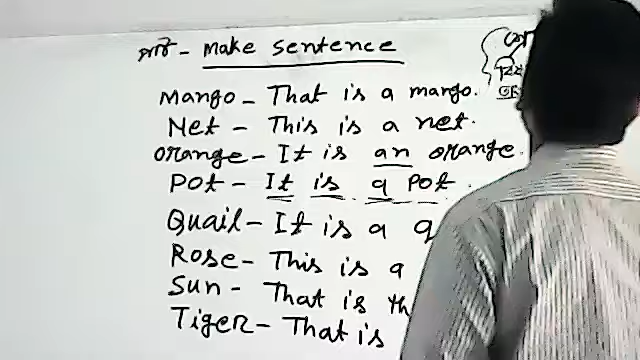 Make Sentence
Mango - That is a mango.
Net - This is a net.
Orange - It is an orange.
Pot - It is a pot.
Quail - It is a q
Rose - This is a
Sun - That is th
Tiger - That is